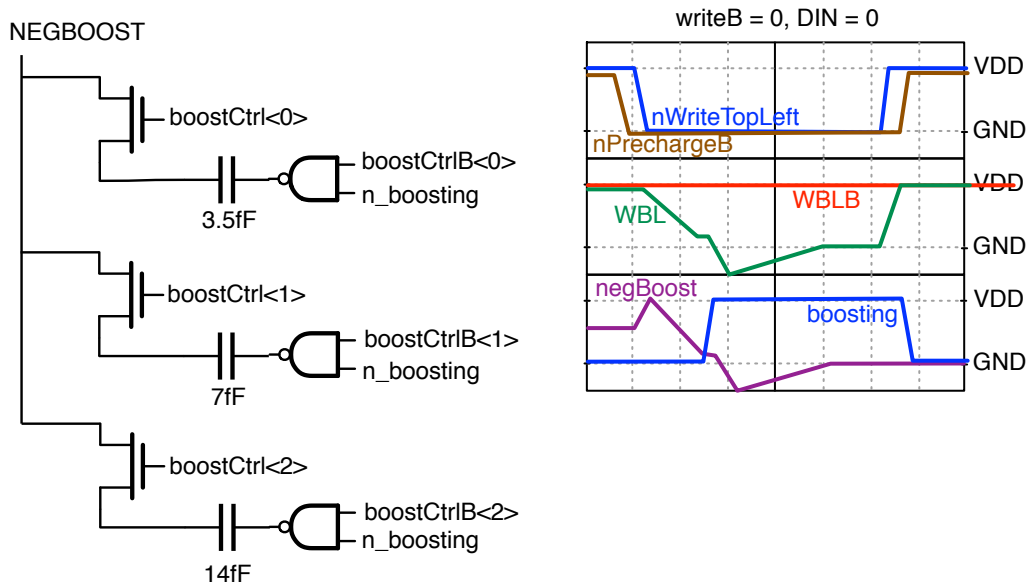 NEGBOOST
boostCtrl<0>
boostCtrlB<0>
n_boosting
3.5fF
boostCtrl<1>
boostCtrlB<1>
n_boosting
7fF
boostCtrl<2>
boostCtrlB<2>
n_boosting
14fF
writeB = 0, DIN = 0
VDD
nWriteTopLeft
GND
nPrechargeB
VDD
WBLB
WBL
GND
negBoost
VDD
boosting
GND